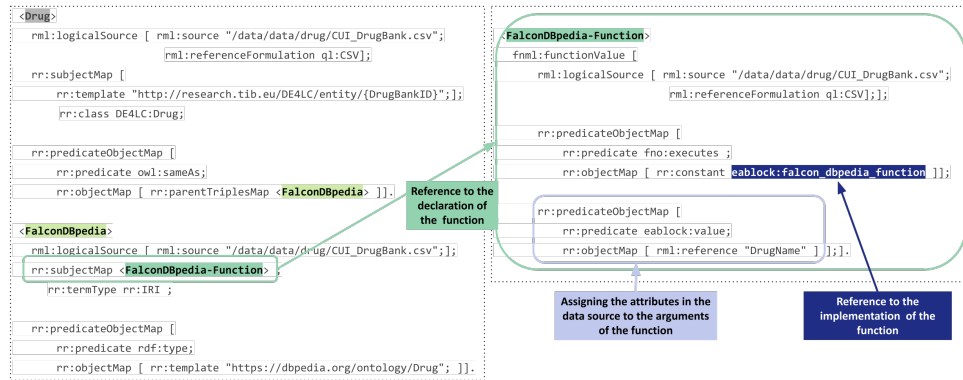 <Drug>
rml:logicalSource [ rml:source "/data/data/drug/CUI_DrugBank.csv";
rml:referenceFormulation ql:CSV];
rr:subjectMap [
rr:template "http://research.tib.eu/DE4LC/entity/{DrugBankID}";];
rr:class DE4LC:Drug;
rr:predicateObjectMap [
rr:predicate owl:sameAs;
rr:objectMap [ rr:parentTriplesMap <FalconDBpedia> ]].
<FalconDBpedia>
rml:logicalSource [ rml:source "/data/data/drug/CUI_DrugBank.csv";];
rr:subjectMap <FalconDBpedia-Function> ;
rr:termType rr:IRI ;
rr:predicateObjectMap [
rr:predicate rdf:type;
rr:objectMap [ rr:template "https://dbpedia.org/ontology/Drug"; ]].
Reference to the
declaration of
the function
<FalconDBpedia-Function>
fnml:functionValue [
rml:logicalSource [ rml:source "/data/data/drug/CUI_DrugBank.csv";
rml:referenceFormulation ql:CSV];];
rr:predicateObjectMap [
rr:predicate fno:executes ;
rr:objectMap [ rr:constant eablock:falcon_dbpedia_function ]];
rr:predicateObjectMap [
rr:predicate eablock:value;
rr:objectMap [ rml:reference "DrugName" ] ];].
Assigning the attributes in the
data source to the arguments
of the function
Reference to the
implementation of the
function